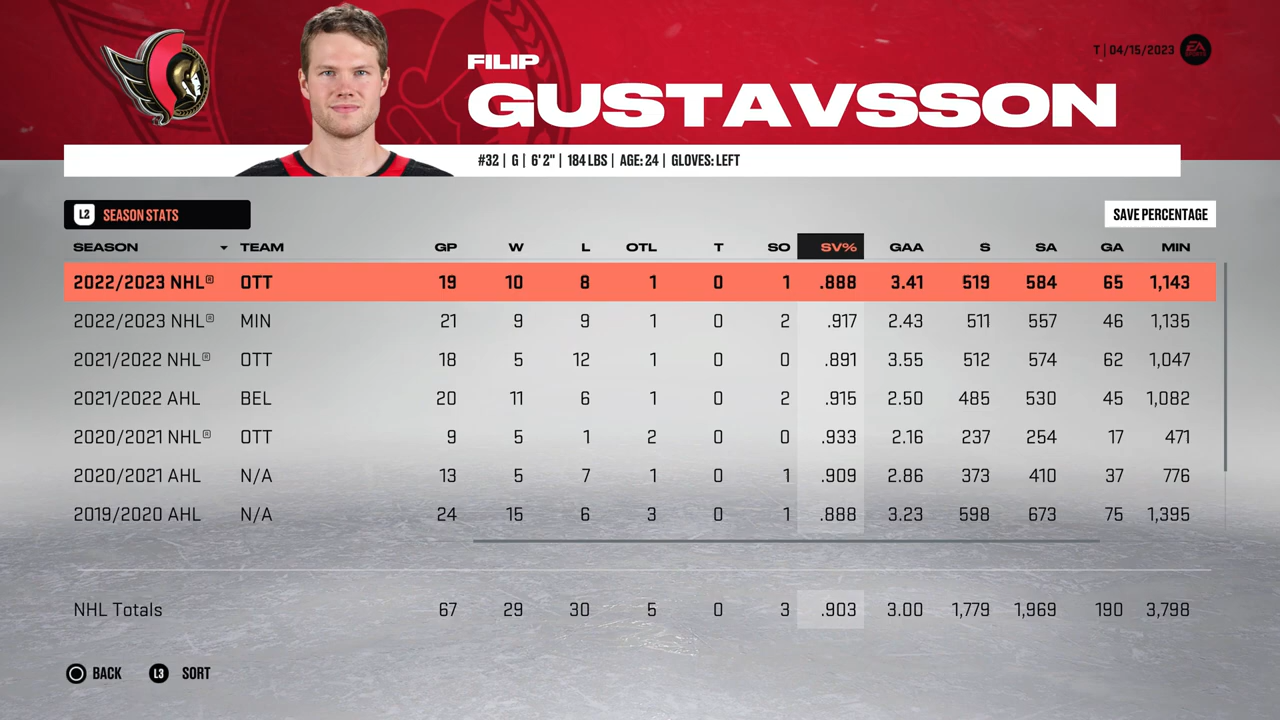 FILIP
T | 04/15/2023 EA SPORTS
GUSTAVSSON
#32 | G | 6' 2" | 184 LBS | AGE: 24 | GLOVES: LEFT
L2 SEASON STATS
SAVE PERCENTAGE
SEASON TEAM GP W L OTL T SO SV% GAA S SA GA MIN
2022/2023 NHL® OTT 19 10 8 1 0 1 .888 3.41 519 584 65 1,143
2022/2023 NHL® MIN 21 9 9 1 0 2 .917 2.43 511 557 46 1,135
2021/2022 NHL® OTT 18 5 12 1 0 0 .891 3.55 512 574 62 1,047
2021/2022 AHL BEL 20 11 6 1 0 2 .915 2.50 485 530 45 1,082
2020/2021 NHL® OTT 9 5 1 2 0 0 .933 2.16 237 254 17 471
2020/2021 AHL N/A 13 5 7 1 0 1 .909 2.86 373 410 37 776
2019/2020 AHL N/A 24 15 6 3 0 1 .888 3.23 598 673 75 1,395
NHL Totals 67 29 30 5 0 3 .903 3.00 1,779 1,969 190 3,798
BACK L3 SORT